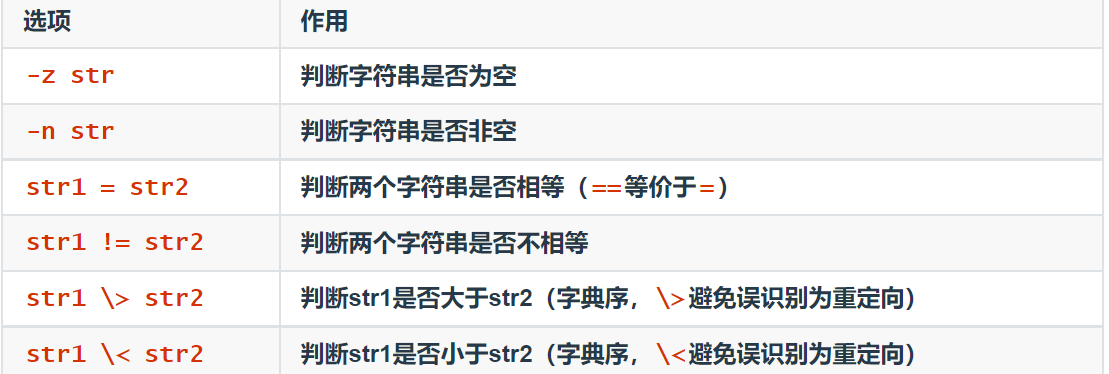 选项 作用
-z str 判断字符串是否为空
-n str 判断字符串是否非空
str1 = str2 判断两个字符串是否相等（==等价于=）
str1 != str2 判断两个字符串是否不相等
str1 \> str2 判断str1是否大于str2（字典序，\>避免误识别为重定向）
str1 \< str2 判断str1是否小于str2（字典序，\<避免误识别为重定向）